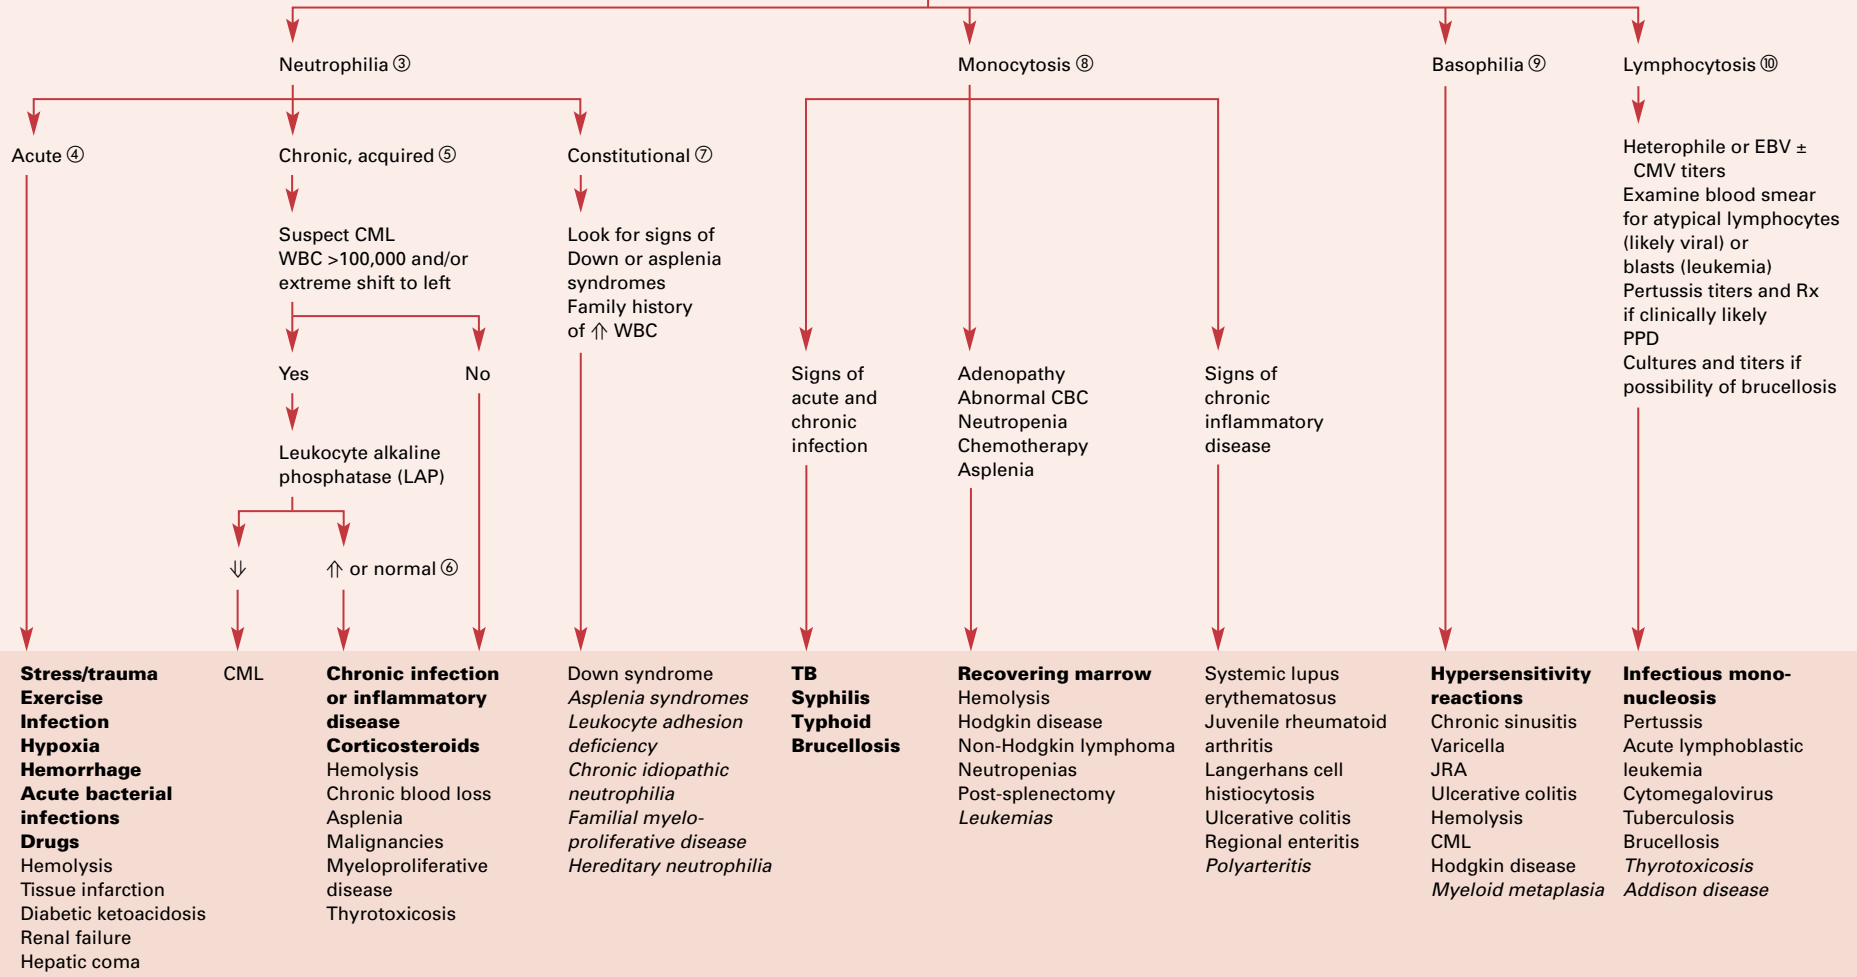 Neutrophilia ③
Monocytosis ⑧
Basophilia ⑨
Lymphocytosis ⑩
Acute ④
Chronic, acquired ⑤
Constitutional ⑦
Heterophile or EBV ±
CMV titers
Examine blood smear
for atypical lymphocytes
(likely viral) or
blasts (leukemia)
Pertussis titers and Rx
if clinically likely
PPD
Cultures and titers if
possibility of brucellosis
Suspect CML
WBC >100,000 and/or
extreme shift to left
Look for signs of
Down or asplenia
syndromes
Family history
of ⇑ WBC
Yes
No
Signs of
acute and
chronic
infection
Adenopathy
Abnormal CBC
Neutropenia
Chemotherapy
Asplenia
Signs of
chronic
inflammatory
disease
Leukocyte alkaline
phosphatase (LAP)
⇓
⇑ or normal ⑥
Stress/trauma
Exercise
Infection
Hypoxia
Hemorrhage
Acute bacterial
infections
Drugs
Hemolysis
Tissue infarction
Diabetic ketoacidosis
Renal failure
Hepatic coma
CML
Chronic infection
or inflammatory
disease
Corticosteroids
Hemolysis
Chronic blood loss
Asplenia
Malignancies
Myeloproliferative
disease
Thyrotoxicosis
Down syndrome
Asplenia syndromes
Leukocyte adhesion
deficiency
Chronic idiopathic
neutrophilia
Familial myelo-
proliferative disease
Hereditary neutrophilia
TB
Syphilis
Typhoid
Brucellosis
Recovering marrow
Hemolysis
Hodgkin disease
Non-Hodgkin lymphoma
Neutropenias
Post-splenectomy
Leukemias
Systemic lupus
erythematosus
Juvenile rheumatoid
arthritis
Langerhans cell
histiocytosis
Ulcerative colitis
Regional enteritis
Polyarteritis
Hypersensitivity
reactions
Chronic sinusitis
Varicella
JRA
Ulcerative colitis
Hemolysis
CML
Hodgkin disease
Myeloid metaplasia
Infectious mono-
nucleosis
Pertussis
Acute lymphoblastic
leukemia
Cytomegalovirus
Tuberculosis
Brucellosis
Thyrotoxicosis
Addison disease